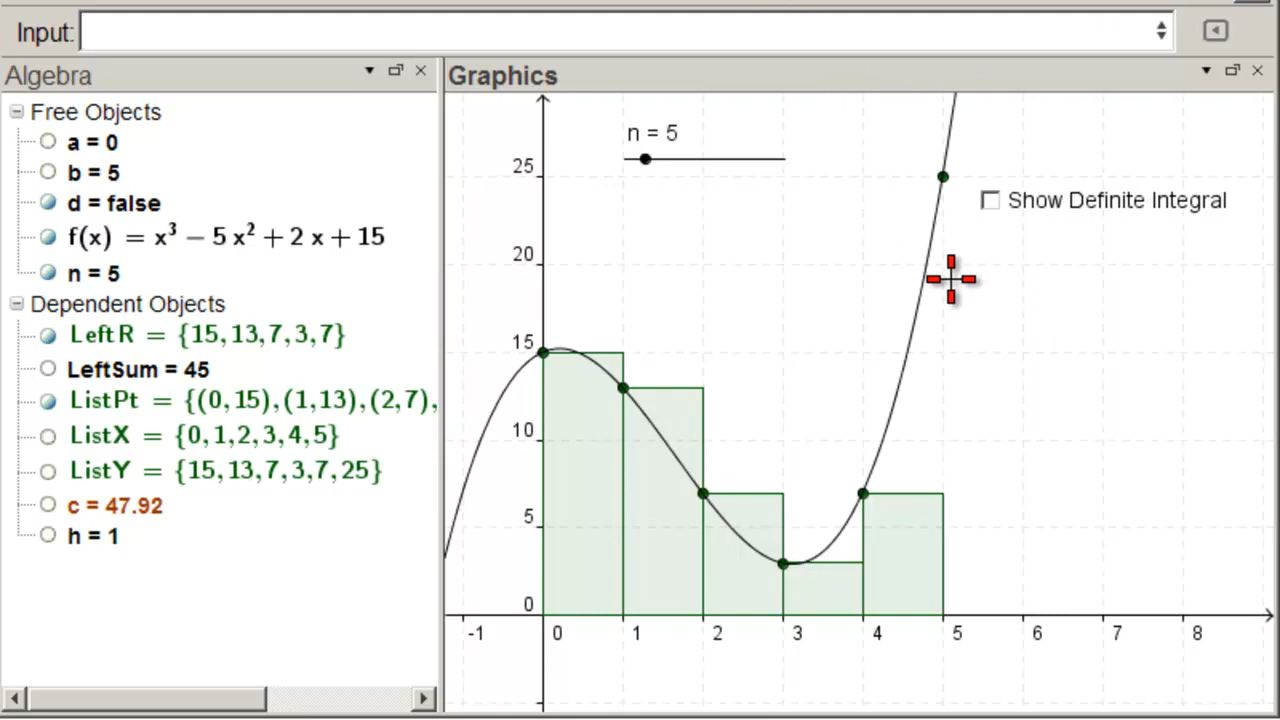 Input:
Algebra
Graphics
Free Objects
a = 0
b = 5
d = false
f(x) = x³ − 5 x² + 2 x + 15
n = 5
Dependent Objects
LeftR = {15, 13, 7, 3, 7}
LeftSum = 45
ListPt = {(0, 15), (1, 13), (2, 7),
ListX = {0, 1, 2, 3, 4, 5}
ListY = {15, 13, 7, 3, 7, 25}
c = 47.92
h = 1
n = 5
Show Definite Integral
25
20
15
10
5
0
-1 0 1 2 3 4 5 6 7 8